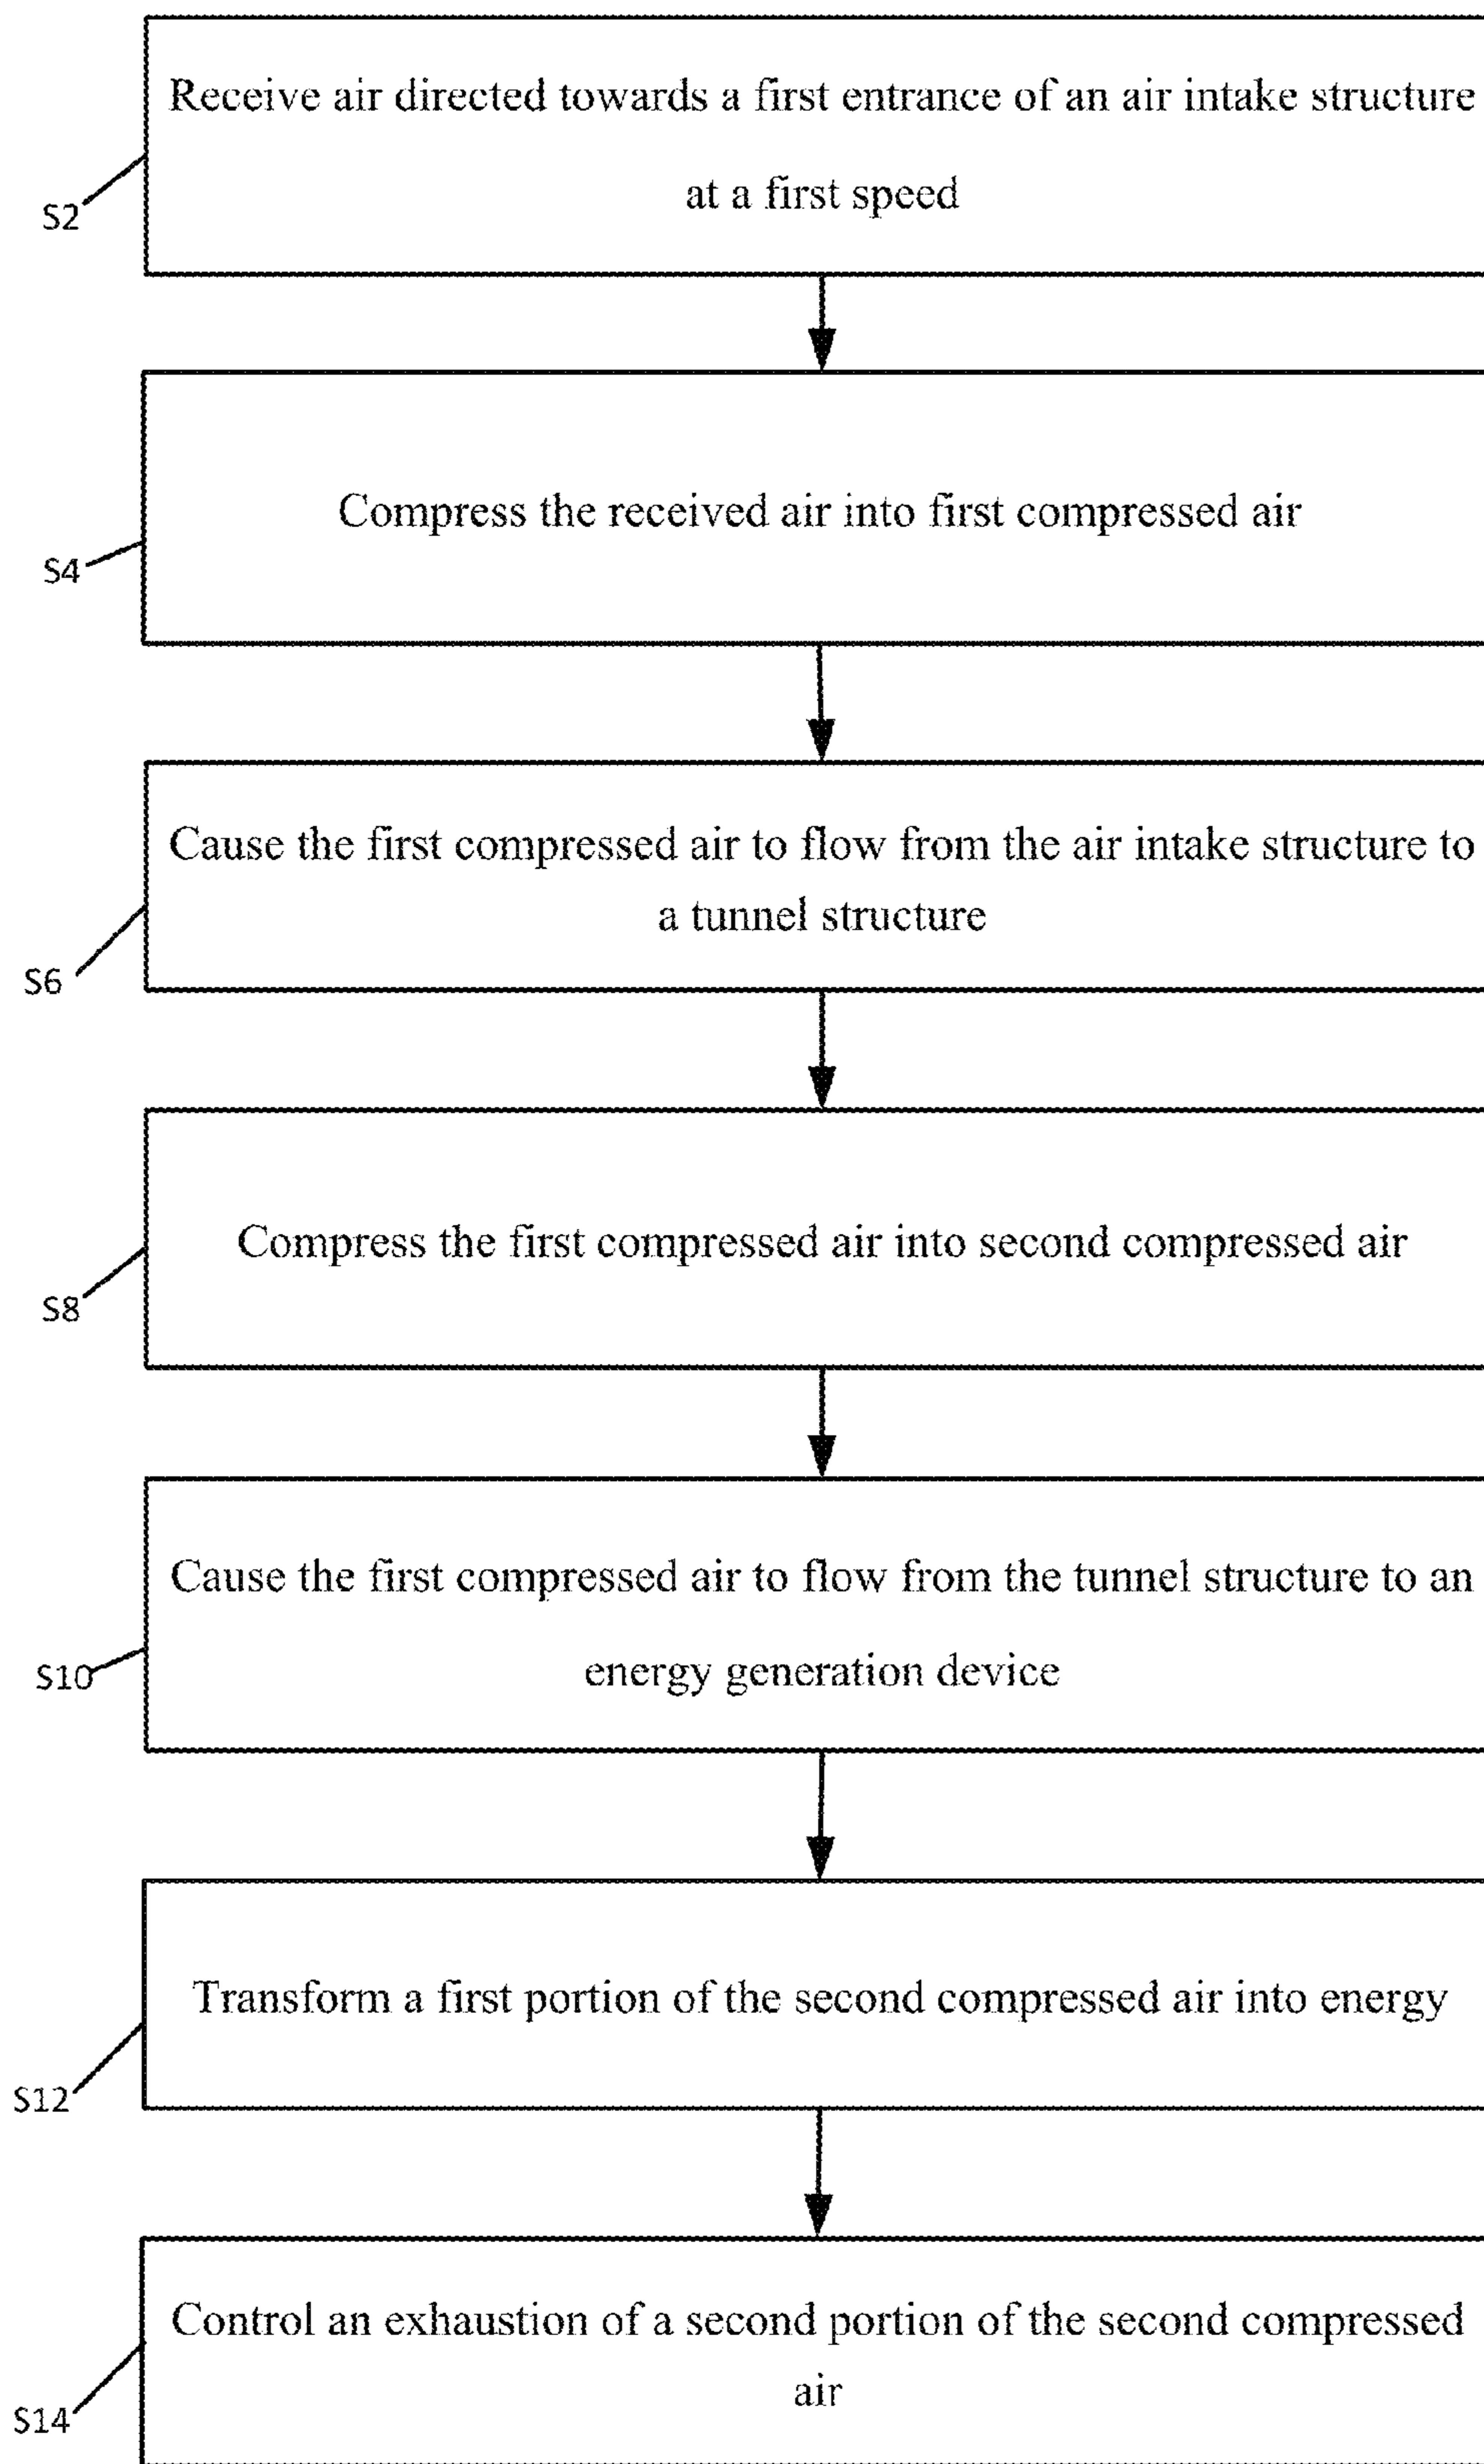 Receive air directed towards a first entrance of an air intake structure
at a first speed
S2
Compress the received air into first compressed air
S4
Cause the first compressed air to flow from the air intake structure to
a tunnel structure
S6
Compress the first compressed air into second compressed air
S8
Cause the first compressed air to flow from the tunnel structure to an
energy generation device
S10
Transform a first portion of the second compressed air into energy
S12
Control an exhaustion of a second portion of the second compressed
air
S14